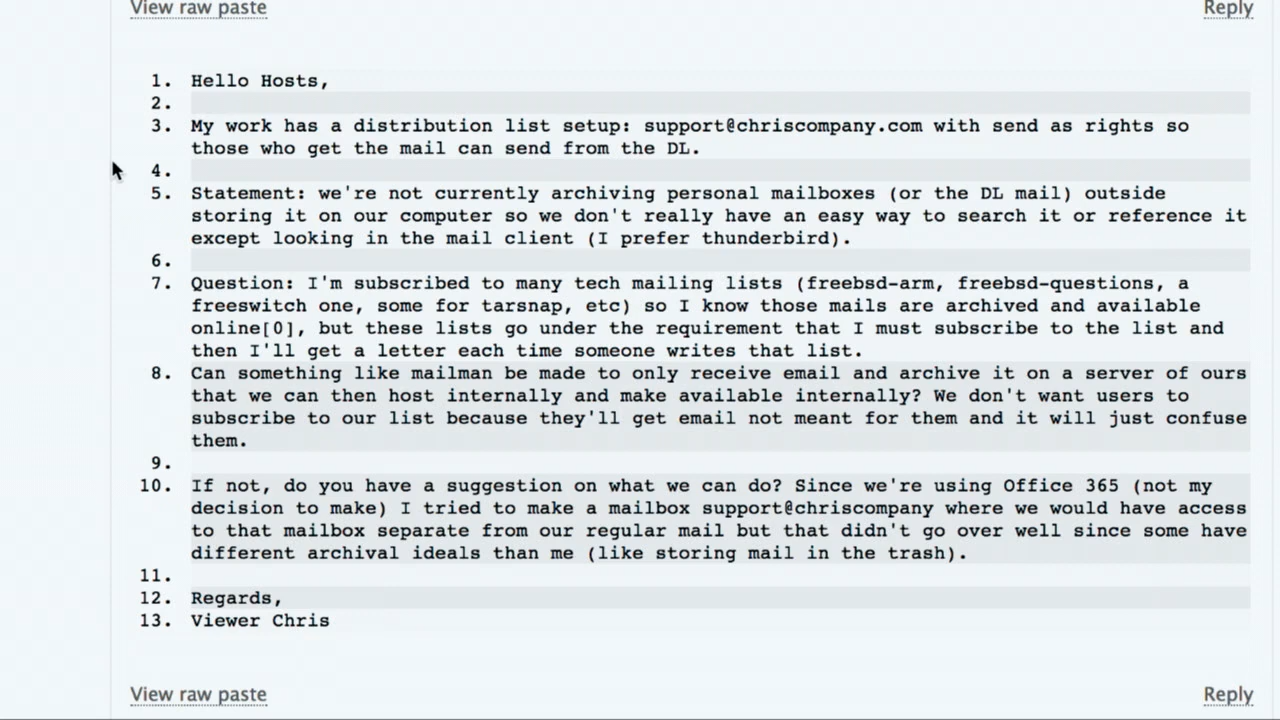 View raw paste
Reply
1. Hello Hosts,
2.
3. My work has a distribution list setup: support@chriscompany.com with send as rights so
those who get the mail can send from the DL.
4.
5. Statement: we're not currently archiving personal mailboxes (or the DL mail) outside
storing it on our computer so we don't really have an easy way to search it or reference it
except looking in the mail client (I prefer thunderbird).
6.
7. Question: I'm subscribed to many tech mailing lists (freebsd-arm, freebsd-questions, a
freeswitch one, some for tarsnap, etc) so I know those mails are archived and available
online[0], but these lists go under the requirement that I must subscribe to the list and
then I'll get a letter each time someone writes that list.
8. Can something like mailman be made to only receive email and archive it on a server of ours
that we can then host internally and make available internally? We don't want users to
subscribe to our list because they'll get email not meant for them and it will just confuse
them.
9.
10. If not, do you have a suggestion on what we can do? Since we're using Office 365 (not my
decision to make) I tried to make a mailbox support@chriscompany where we would have access
to that mailbox separate from our regular mail but that didn't go over well since some have
different archival ideals than me (like storing mail in the trash).
11.
12. Regards,
13. Viewer Chris
View raw paste
Reply